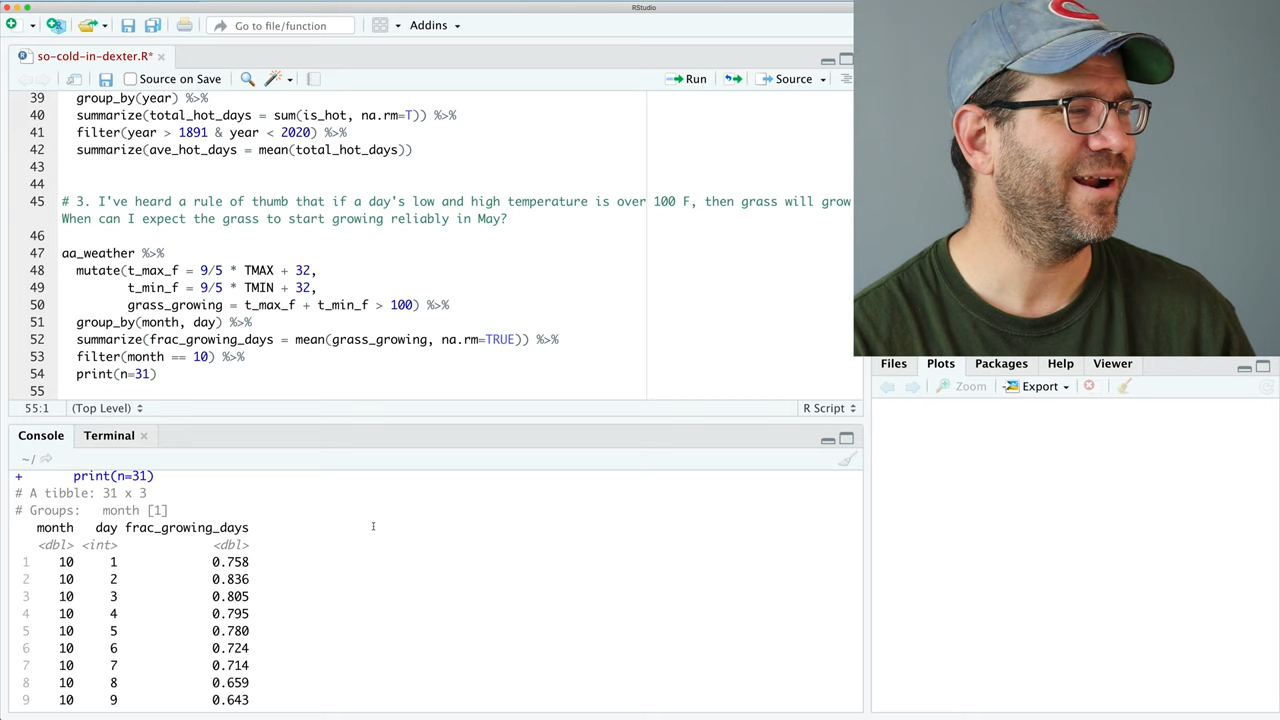 RStudio
Go to file/function
Addins
so-cold-in-dexter.R*
Source on Save
Run
Source
39 group_by(year) %>%
40 summarize(total_hot_days = sum(is_hot, na.rm=T)) %>%
41 filter(year > 1891 & year < 2020) %>%
42 summarize(ave_hot_days = mean(total_hot_days))
43
44
45 # 3. I've heard a rule of thumb that if a day's low and high temperature is over 100 F, then grass will grow
When can I expect the grass to start growing reliably in May?
46
47 aa_weather %>%
48 mutate(t_max_f = 9/5 * TMAX + 32,
49 t_min_f = 9/5 * TMIN + 32,
50 grass_growing = t_max_f + t_min_f > 100) %>%
51 group_by(month, day) %>%
52 summarize(frac_growing_days = mean(grass_growing, na.rm=TRUE)) %>%
53 filter(month == 10) %>%
54 print(n=31)
55
55:1 (Top Level) R Script
Console Terminal
~/
+ print(n=31)
# A tibble: 31 x 3
# Groups: month [1]
month day frac_growing_days
<dbl> <int> <dbl>
1 10 1 0.758
2 10 2 0.836
3 10 3 0.805
4 10 4 0.795
5 10 5 0.780
6 10 6 0.724
7 10 7 0.714
8 10 8 0.659
9 10 9 0.643
Files Plots Packages Help Viewer
Zoom Export